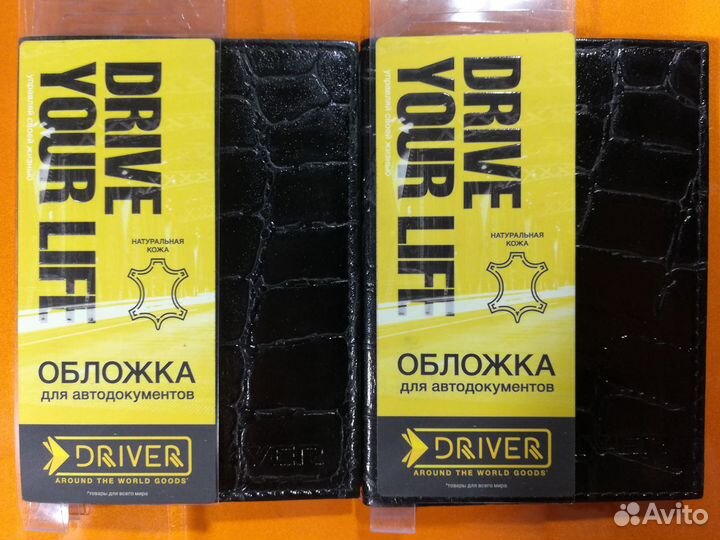 DRIVE
YOUR LIFE
управляй своей жизнью
НАТУРАЛЬНАЯ
КОЖА
ОБЛОЖКА
для автодокументов
DRIVER
AROUND THE WORLD GOODS*
*товары для всего мира
DRIVE
YOUR LIFE
управляй своей жизнью
НАТУРАЛЬНАЯ
КОЖА
ОБЛОЖКА
для автодокументов
DRIVER
AROUND THE WORLD GOODS*
*товары для всего мира
Avito